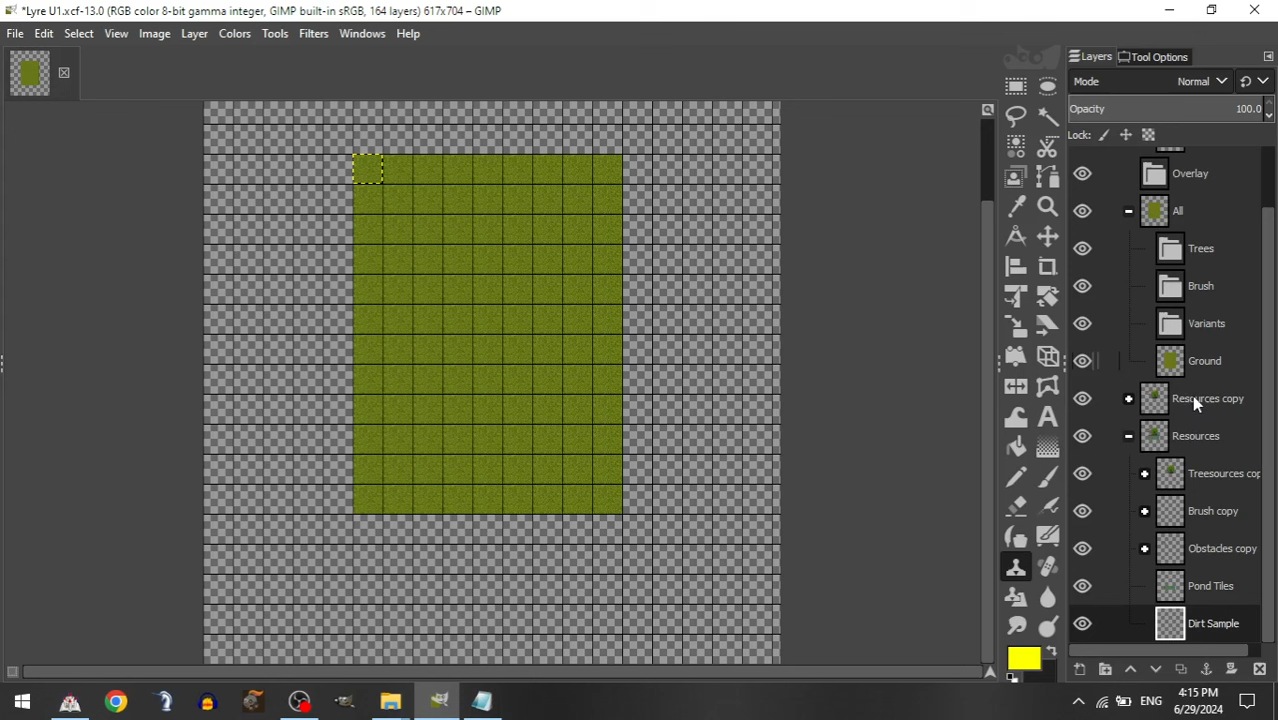 *Lyre U1.xcf-13.0 (RGB color 8-bit gamma integer, GIMP built-in sRGB, 164 layers) 617x704 – GIMP
File Edit Select View Image Layer Colors Tools Filters Windows Help
Layers Tool Options
Mode Normal
Opacity 100.0
Lock:
Overlay
All
Trees
Brush
Variants
Ground
Resources copy
Resources
Treesources cop
Brush copy
Obstacles copy
Pond Tiles
Dirt Sample
ENG
4:15 PM
6/29/2024